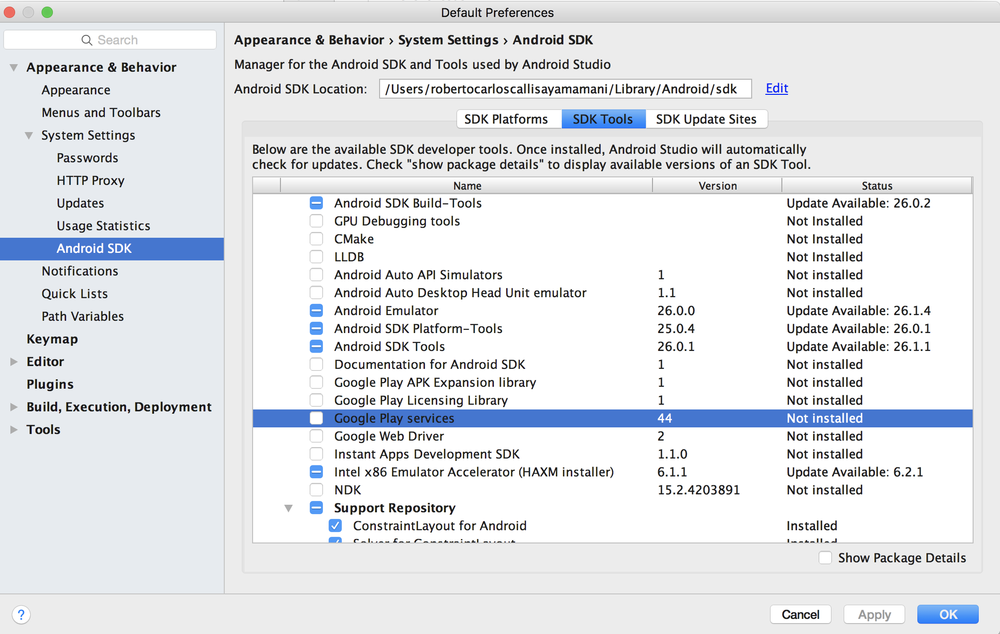 Default Preferences
Search
Appearance & Behavior
Appearance
Menus and Toolbars
System Settings
Passwords
HTTP Proxy
Updates
Usage Statistics
Android SDK
Notifications
Quick Lists
Path Variables
Keymap
Editor
Plugins
Build, Execution, Deployment
Tools
Appearance & Behavior › System Settings › Android SDK
Manager for the Android SDK and Tools used by Android Studio
Android SDK Location: /Users/robertocarloscallisayamamani/Library/Android/sdk Edit
SDK Platforms SDK Tools SDK Update Sites
Below are the available SDK developer tools. Once installed, Android Studio will automatically
check for updates. Check "show package details" to display available versions of an SDK Tool.
Name Version Status
Android SDK Build-Tools Update Available: 26.0.2
GPU Debugging tools Not Installed
CMake Not Installed
LLDB Not Installed
Android Auto API Simulators 1 Not installed
Android Auto Desktop Head Unit emulator 1.1 Not installed
Android Emulator 26.0.0 Update Available: 26.1.4
Android SDK Platform-Tools 25.0.4 Update Available: 26.0.1
Android SDK Tools 26.0.1 Update Available: 26.1.1
Documentation for Android SDK 1 Not installed
Google Play APK Expansion library 1 Not installed
Google Play Licensing Library 1 Not installed
Google Play services 44 Not installed
Google Web Driver 2 Not installed
Instant Apps Development SDK 1.1.0 Not installed
Intel x86 Emulator Accelerator (HAXM installer) 6.1.1 Update Available: 6.2.1
NDK 15.2.4203891 Not installed
Support Repository
ConstraintLayout for Android Installed
Solver for ConstraintLayout Installed
Show Package Details
? Cancel Apply OK